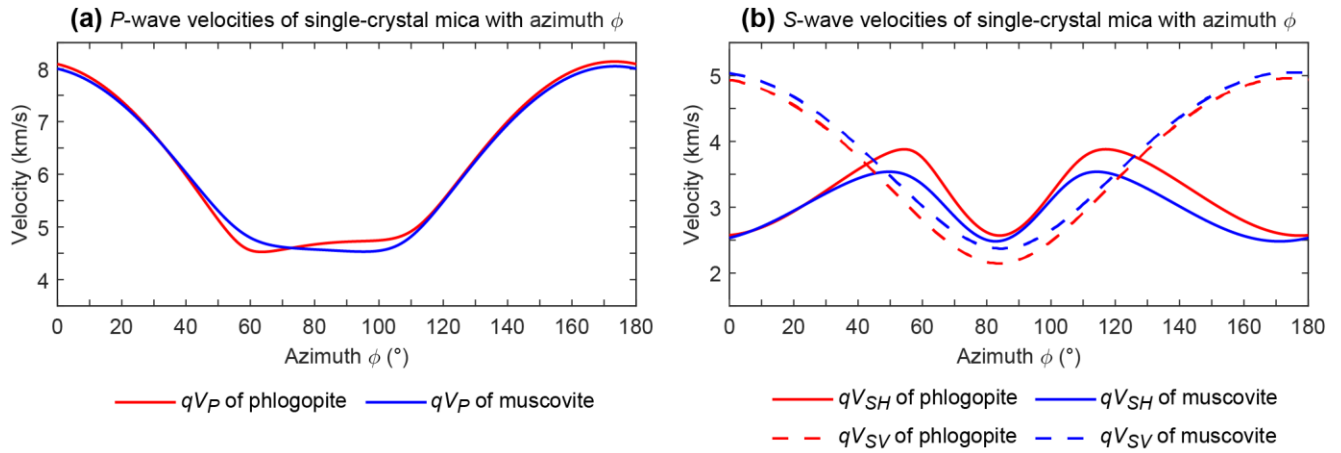 (a) P-wave velocities of single-crystal mica with azimuth ϕ
8
7
6
5
4
Velocity (km/s)
0 20 40 60 80 100 120 140 160 180
Azimuth ϕ (°)
qVP of phlogopite qVP of muscovite
(b) S-wave velocities of single-crystal mica with azimuth ϕ
5
4
3
2
Velocity (km/s)
0 20 40 60 80 100 120 140 160 180
Azimuth ϕ (°)
qVSH of phlogopite qVSH of muscovite
qVSV of phlogopite qVSV of muscovite